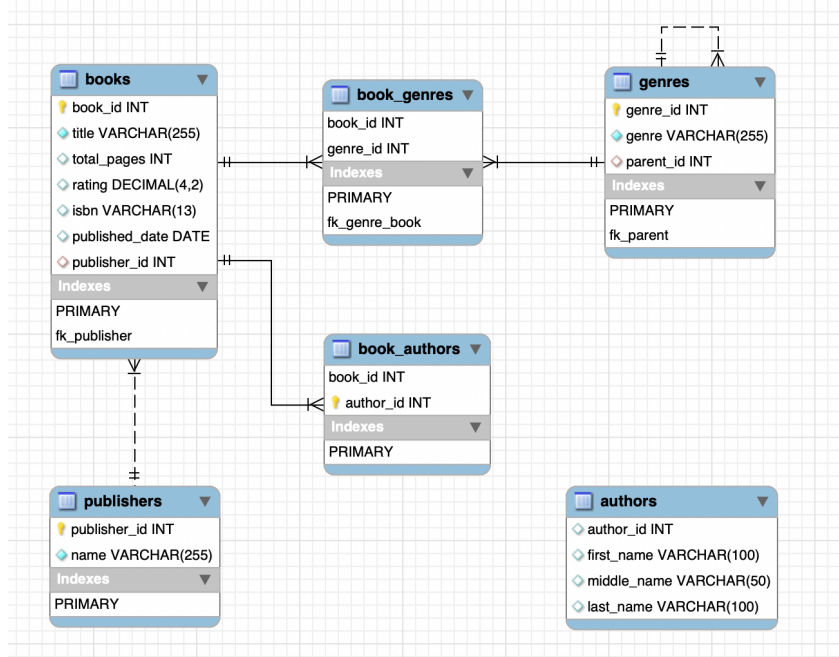 books
book_id INT
title VARCHAR(255)
total_pages INT
rating DECIMAL(4,2)
isbn VARCHAR(13)
published_date DATE
publisher_id INT
Indexes
PRIMARY
fk_publisher
book_genres
book_id INT
genre_id INT
Indexes
PRIMARY
fk_genre_book
genres
genre_id INT
genre VARCHAR(255)
parent_id INT
Indexes
PRIMARY
fk_parent
book_authors
book_id INT
author_id INT
Indexes
PRIMARY
publishers
publisher_id INT
name VARCHAR(255)
Indexes
PRIMARY
authors
author_id INT
first_name VARCHAR(100)
middle_name VARCHAR(50)
last_name VARCHAR(100)